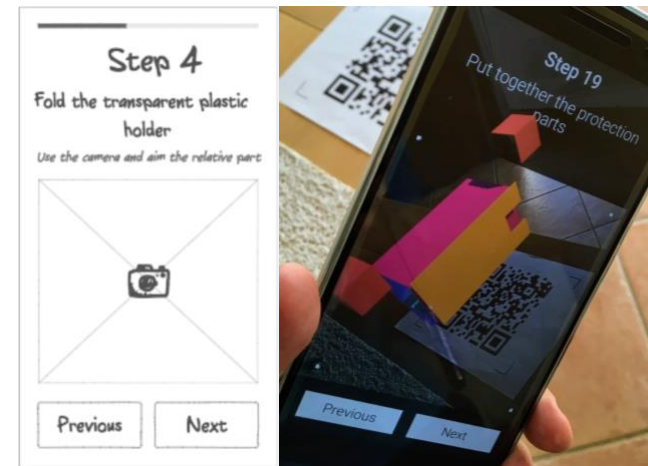 Step 4
Fold the transparent plastic
holder
Use the camera and aim the relative part
Previous
Next
Step 19
Put together the protection
parts
Previous
Next